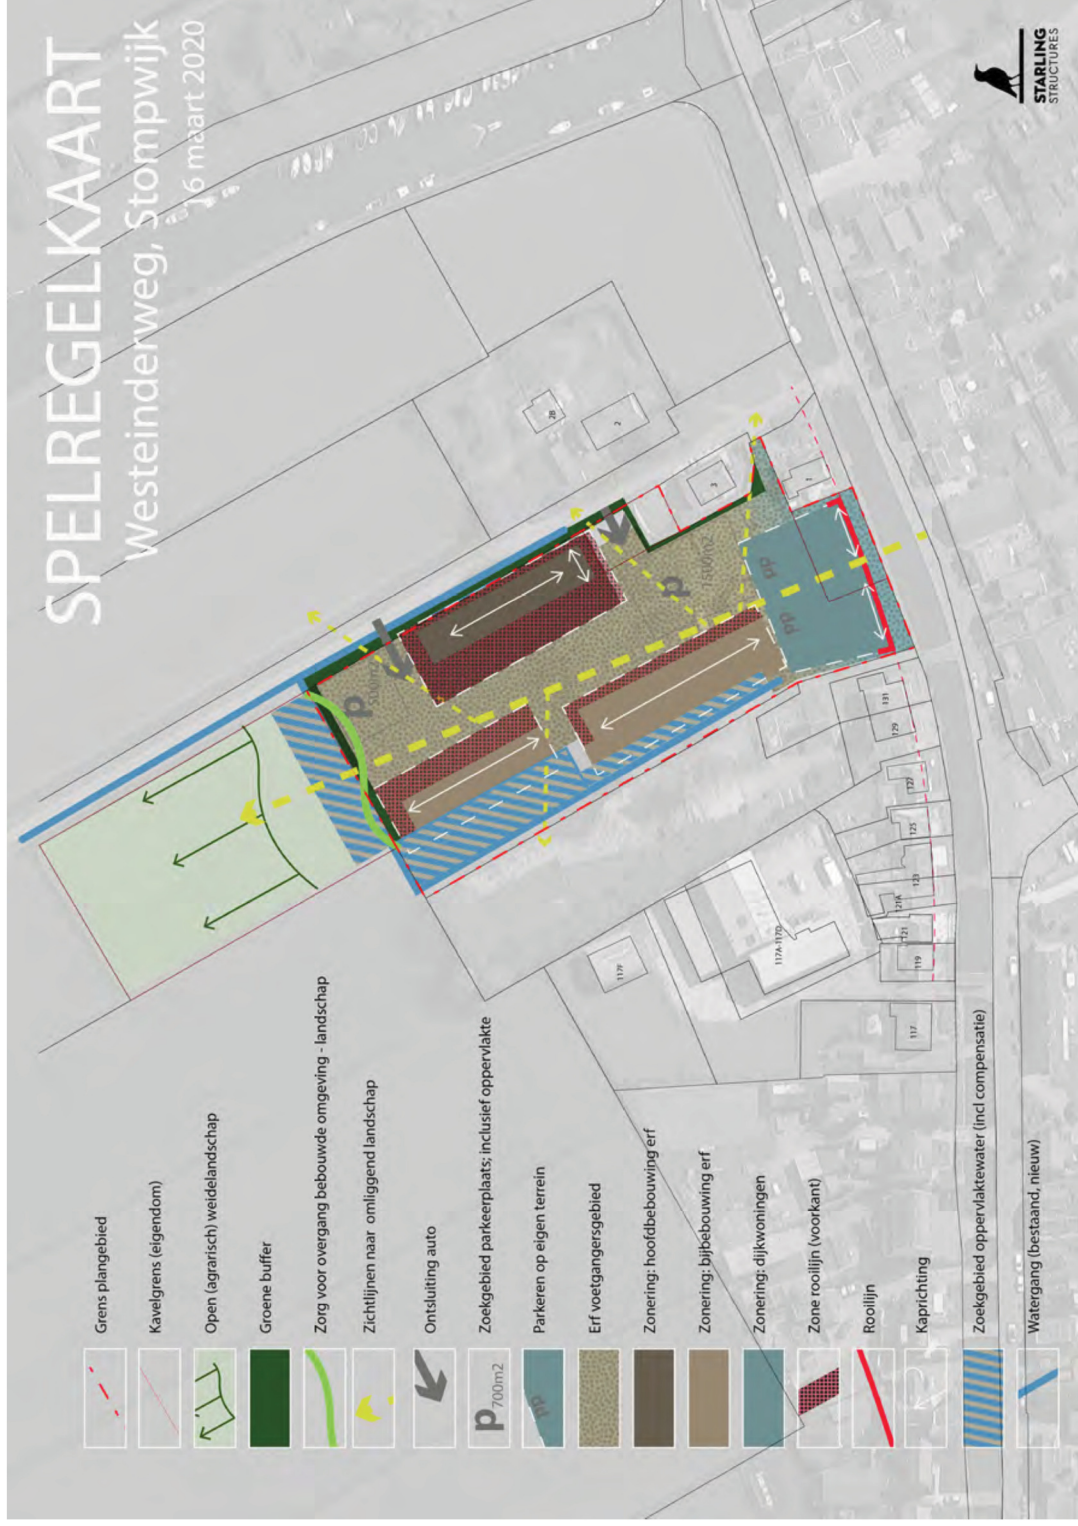 SPELREGELKAART
Westeinderweg, Stompwijk
6 maart 2020
STARLING
STRUCTURES
Grens plangebied
Kavelgrens (eigendom)
Open (agrarisch) weidelandschap
Groene buffer
Zorg voor overgang bebouwde omgeving - landschap
Zichtlijnen naar omliggend landschap
Ontsluiting auto
p700m2
Zoekgebied parkeerplaats; inclusief oppervlakte
pp
Parkeren op eigen terrein
Erf voetgangersgebied
Zonering: hoofdbebouwing erf
Zonering: bijbebouwing erf
Zonering: dijkwoningen
Zone rooilijn (voorkant)
Rooilijn
Kaprichting
Zoekgebied oppervlaktewater (incl compensatie)
Watergang (bestaand, nieuw)
2B
2
3
1
p
p
pp
pp
131
129
127
125
123
121A
121
119
117
117F
117A-117D